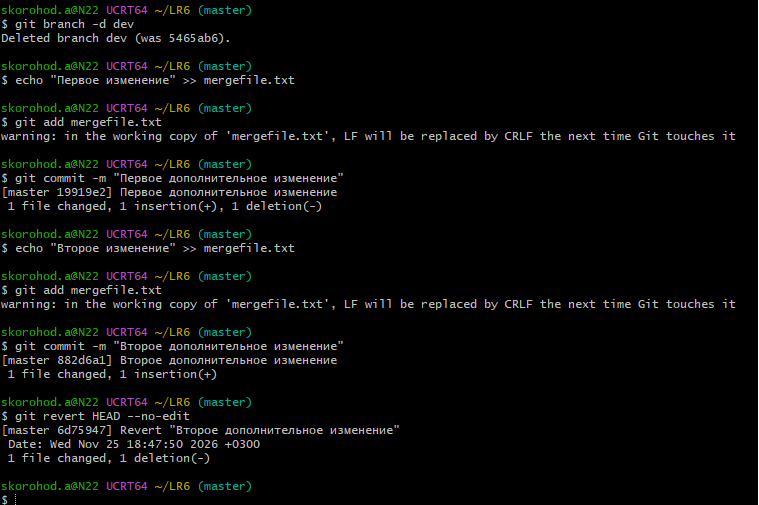 skorohod.a@N22 UCRT64 ~/LR6 (master)
$ git branch -d dev
Deleted branch dev (was 5465ab6).
skorohod.a@N22 UCRT64 ~/LR6 (master)
$ echo "Первое изменение" >> mergefile.txt
skorohod.a@N22 UCRT64 ~/LR6 (master)
$ git add mergefile.txt
warning: in the working copy of 'mergefile.txt', LF will be replaced by CRLF the next time Git touches it
skorohod.a@N22 UCRT64 ~/LR6 (master)
$ git commit -m "Первое дополнительное изменение"
[master 19919e2] Первое дополнительное изменение
1 file changed, 1 insertion(+), 1 deletion(-)
skorohod.a@N22 UCRT64 ~/LR6 (master)
$ echo "Второе изменение" >> mergefile.txt
skorohod.a@N22 UCRT64 ~/LR6 (master)
$ git add mergefile.txt
warning: in the working copy of 'mergefile.txt', LF will be replaced by CRLF the next time Git touches it
skorohod.a@N22 UCRT64 ~/LR6 (master)
$ git commit -m "Второе дополнительное изменение"
[master 882d6a1] Второе дополнительное изменение
1 file changed, 1 insertion(+)
skorohod.a@N22 UCRT64 ~/LR6 (master)
$ git revert HEAD --no-edit
[master 6d75947] Revert "Второе дополнительное изменение"
Date: Wed Nov 25 18:47:50 2026 +0300
1 file changed, 1 deletion(-)
skorohod.a@N22 UCRT64 ~/LR6 (master)
$